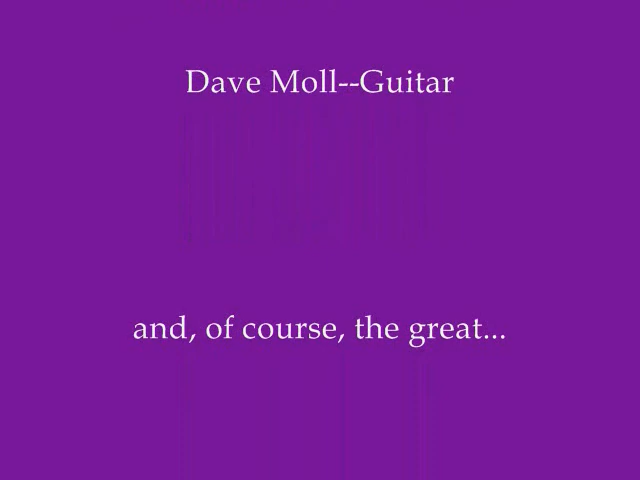 Dave Moll--Guitar
and, of course, the great...